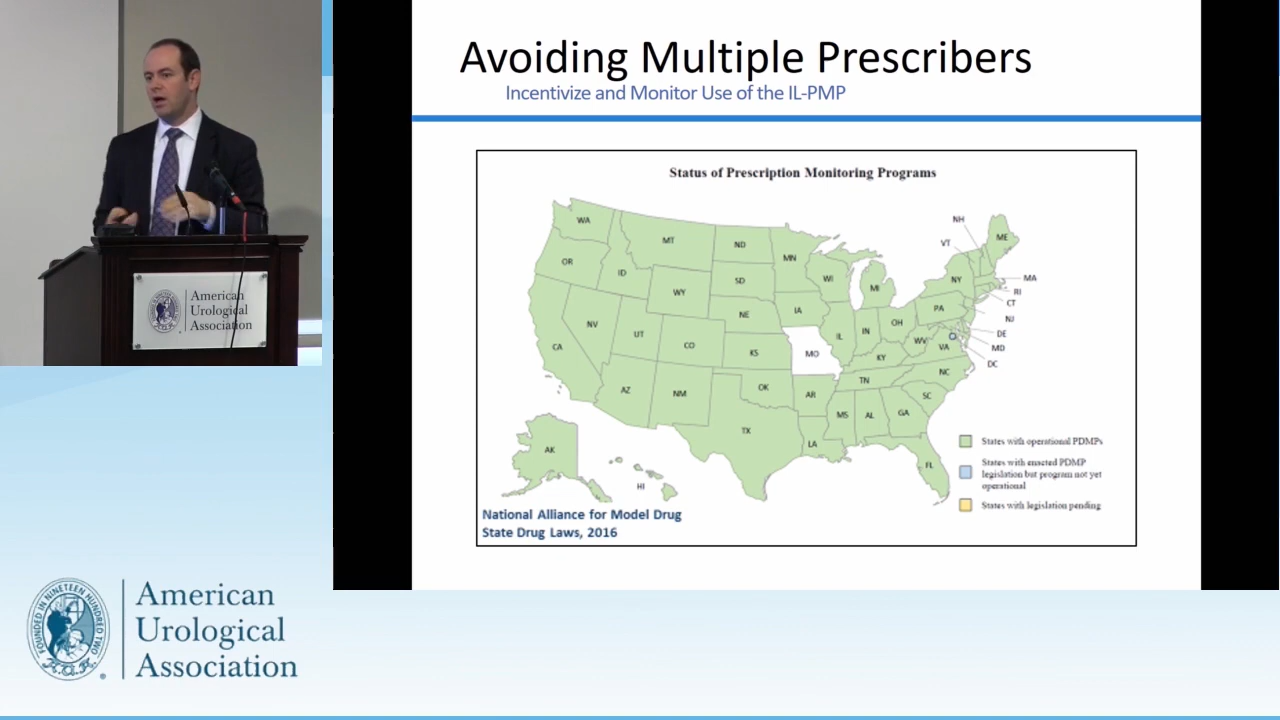 Avoiding Multiple Prescribers
Incentivize and Monitor Use of the IL-PMP
Status of Prescription Monitoring Programs
WA
OR
CA
ID
NV
MT
WY
UT
AZ
CO
NM
ND
SD
NE
KS
OK
TX
MN
IA
MO
AR
LA
WI
IL
MI
IN
OH
KY
TN
MS
AL
GA
FL
SC
NC
VA
WV
PA
NY
VT
NH
ME
MA
RI
CT
NJ
DE
MD
DC
AK
HI
States with operational PDMPs
States with enacted PDMP
legislation but program not yet
operational
States with legislation pending
National Alliance for Model Drug
State Drug Laws, 2016
American
Urological
Association
FOUNDED IN NINETEEN HUNDRED TWO
A.U.A.
®
American
Urological
Association